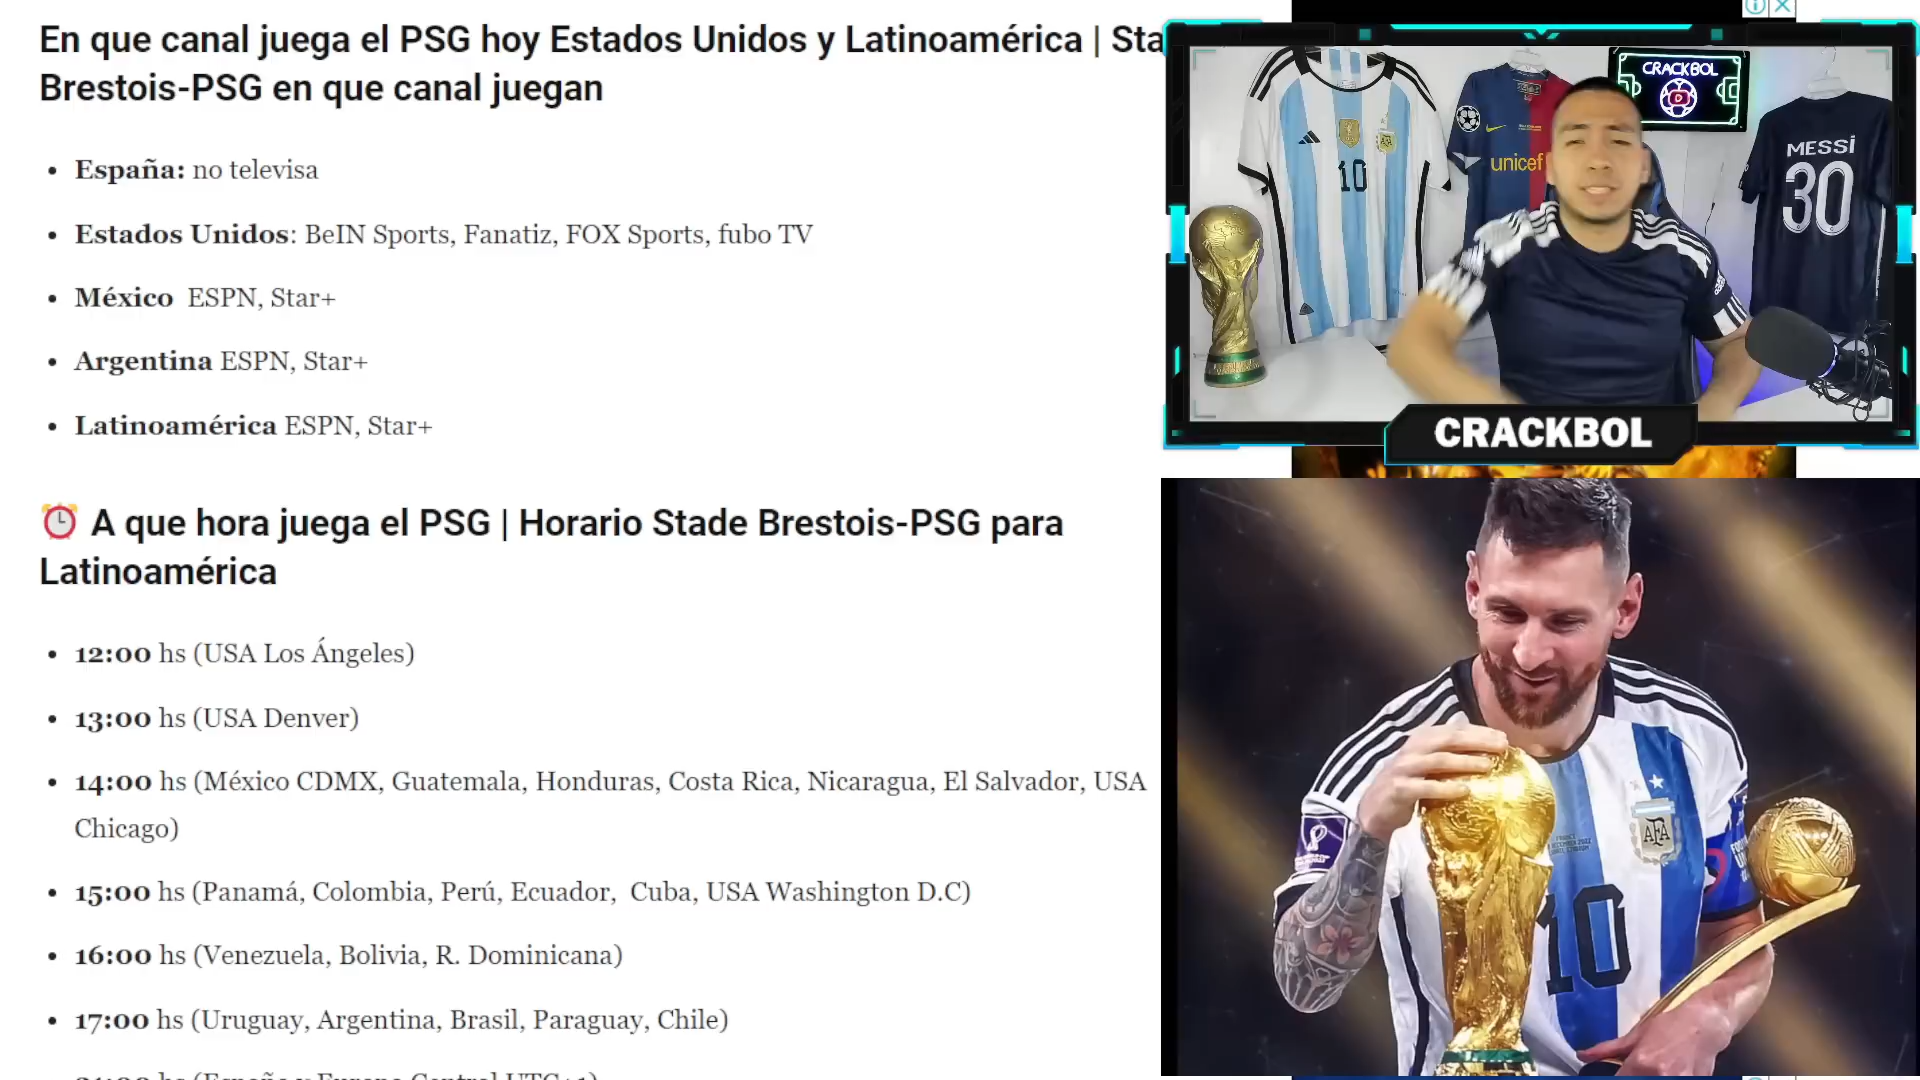 En que canal juega el PSG hoy Estados Unidos y Latinoamérica | Sta
Brestois-PSG en que canal juegan
• España: no televisa
• Estados Unidos: BeIN Sports, Fanatiz, FOX Sports, fubo TV
• México ESPN, Star+
• Argentina ESPN, Star+
• Latinoamérica ESPN, Star+
⏰ A que hora juega el PSG | Horario Stade Brestois-PSG para
Latinoamérica
• 12:00 hs (USA Los Ángeles)
• 13:00 hs (USA Denver)
• 14:00 hs (México CDMX, Guatemala, Honduras, Costa Rica, Nicaragua, El Salvador, USA
Chicago)
• 15:00 hs (Panamá, Colombia, Perú, Ecuador, Cuba, USA Washington D.C)
• 16:00 hs (Venezuela, Bolivia, R. Dominicana)
• 17:00 hs (Uruguay, Argentina, Brasil, Paraguay, Chile)
CRACKBOL
10
unicef
MESSİ
30
CRACKBOL
AFA
10